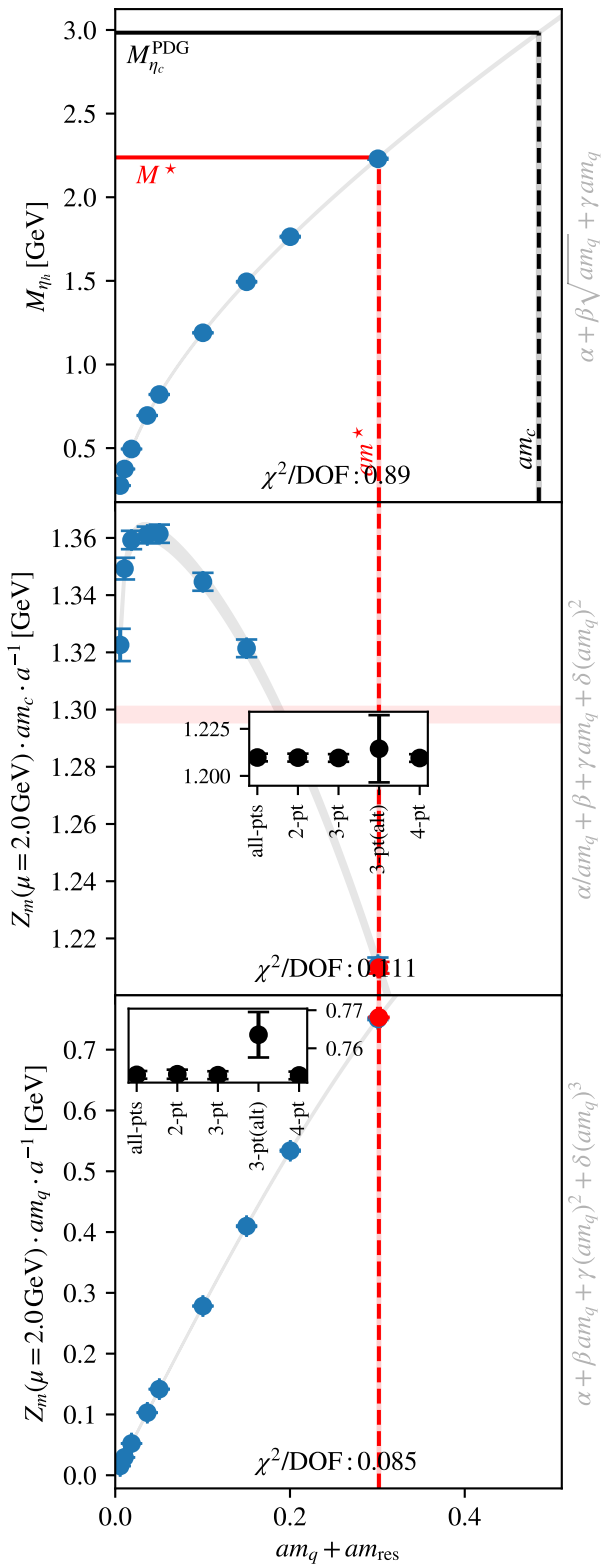 3.0
2.5
2.0
1.5
1.0
0.5
M_{η_h} [GeV]
M_{η_c}^{PDG}
M^⋆
am^⋆
am_c
χ²/DOF: 0.89
α + β√am_q + γ am_q
1.36
1.34
1.32
1.30
1.28
1.26
1.24
1.22
Z_m(μ = 2.0GeV) · am_c · a^{-1} [GeV]
1.225
1.200
all-pts
2-pt
3-pt
3-pt(alt)
4-pt
χ²/DOF: 0.111
α/am_q + β + γ am_q + δ(am_q)²
0.77
0.76
all-pts
2-pt
3-pt
3-pt(alt)
4-pt
0.7
0.6
0.5
0.4
0.3
0.2
0.1
0.0
Z_m(μ = 2.0GeV) · am_q · a^{-1} [GeV]
χ²/DOF: 0.085
α + β am_q + γ (am_q)² + δ(am_q)³
0.0
0.2
0.4
am_q + am_{res}